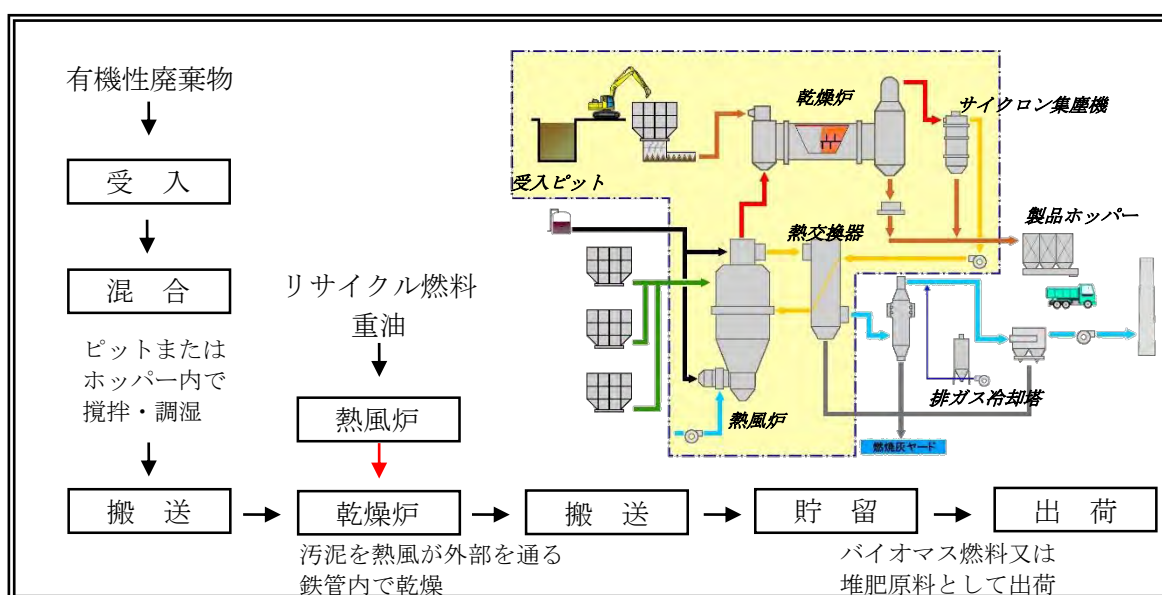 有機性廃棄物
受 入
混 合
ピットまたは
ホッパー内で
撹拌・調湿
搬 送
リサイクル燃料
重油
熱風炉
乾燥炉
汚泥を熱風が外部を通る
鉄管内で乾燥
搬 送
貯 留
バイオマス燃料又は
堆肥原料として出荷
出 荷
乾燥炉
サイクロン集塵機
受入ピット
製品ホッパー
熱交換器
熱風炉
排ガス冷却塔
燃焼灰ヤード